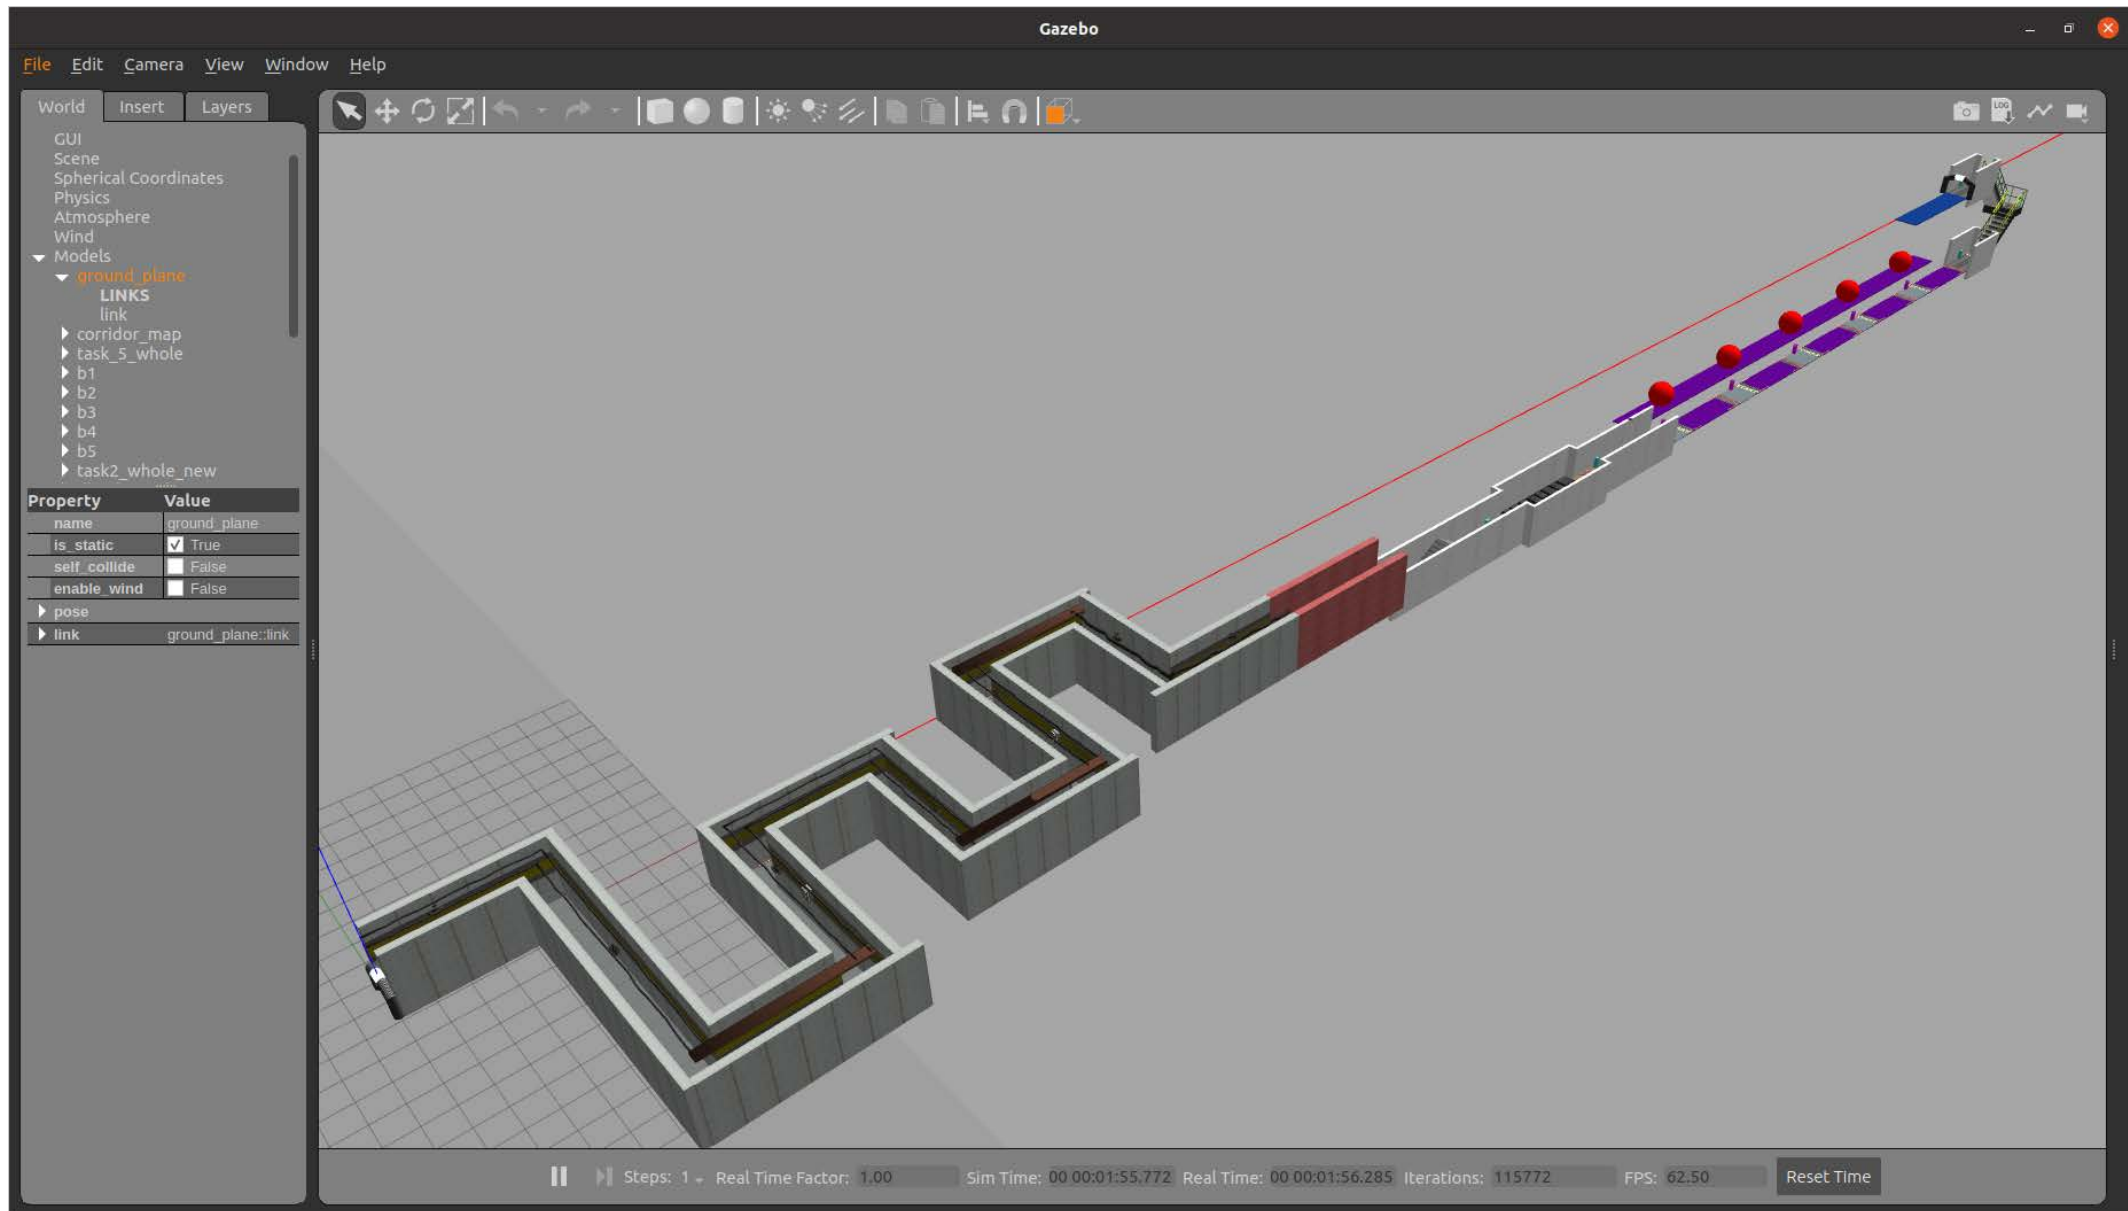 Gazebo
File Edit Camera View Window Help
World Insert Layers
LOG
GUI
Scene
Spherical Coordinates
Physics
Atmosphere
Wind
Models
ground_plane
LINKS
link
corridor_map
task_5_whole
b1
b2
b3
b4
b5
task2_whole_new
Property Value
name ground_plane
is_static True
self_collide False
enable_wind False
pose
link ground_plane::link
Steps: 1 Real Time Factor: 1.00 Sim Time: 00 00:01:55.772 Real Time: 00 00:01:56.285 Iterations: 115772 FPS: 62.50 Reset Time